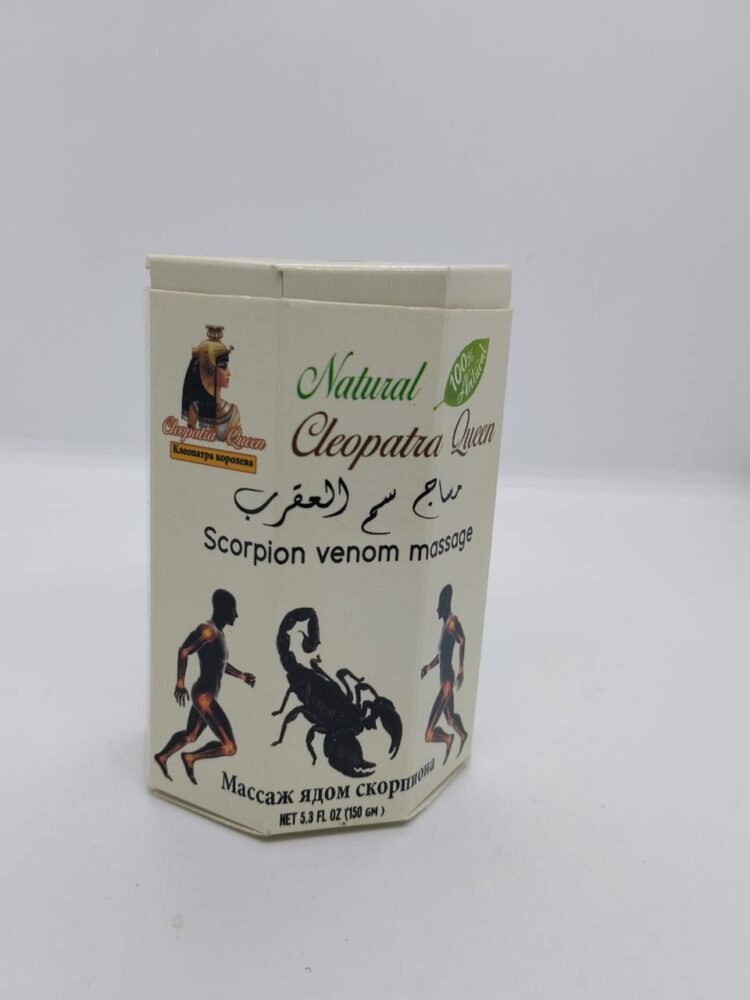 Natural
100%
Natural
Cleopatra Queen
Cleopatra Queen
Клеопатра королева
مساج سم العقرب
Scorpion venom massage
Массаж ядом скорпиона
NET 5.3 FL OZ (150 GM)